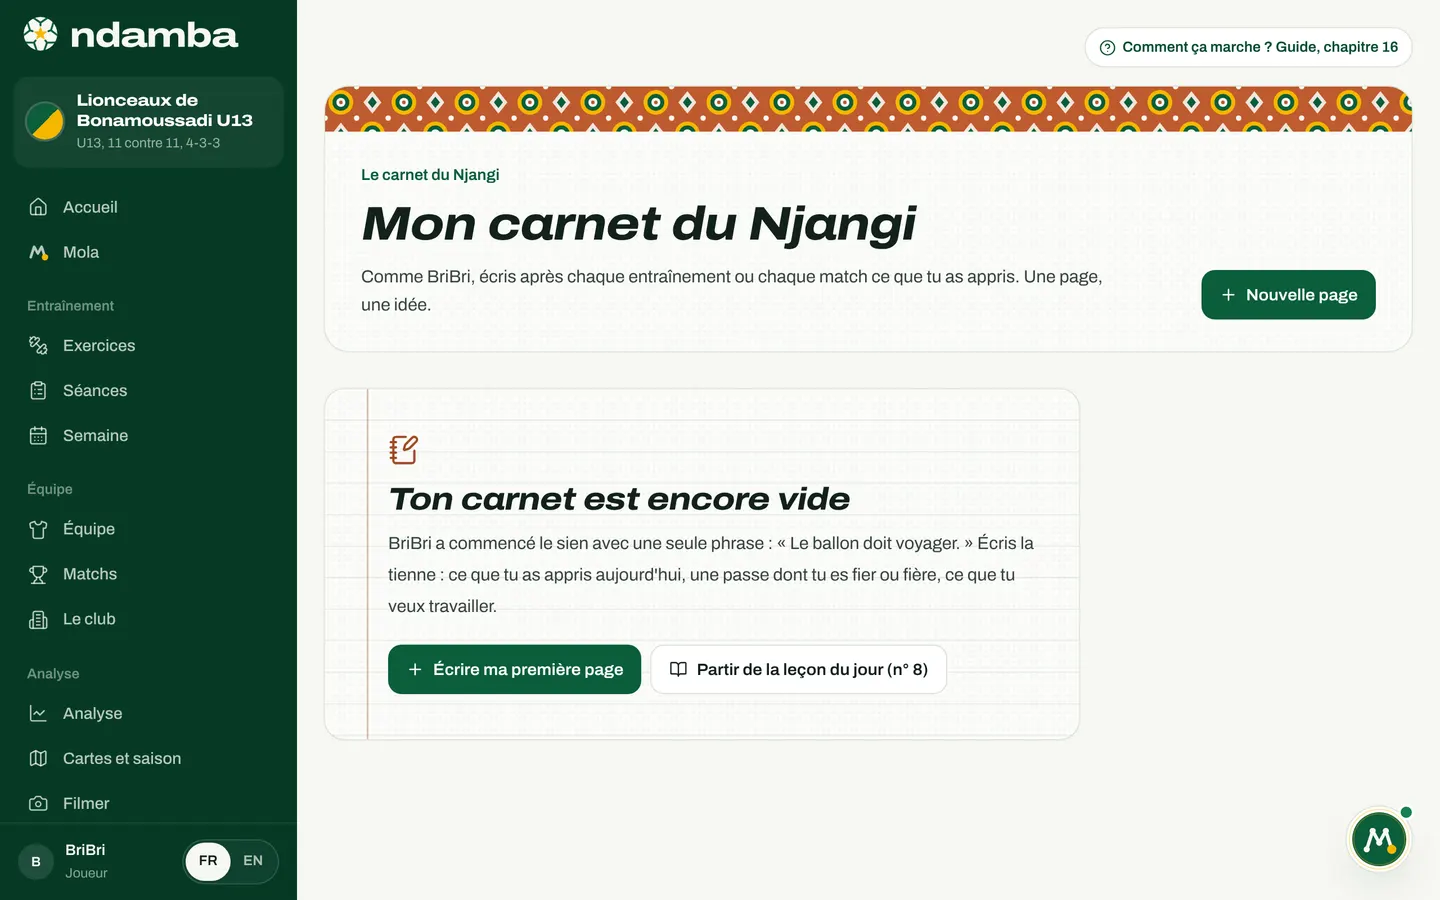 ndamba
Lionceaux de
Bonamoussadi U13
U13, 11 contre 11, 4-3-3
Accueil
Mola
Entraînement
Exercices
Séances
Semaine
Équipe
Équipe
Matchs
Le club
Analyse
Analyse
Cartes et saison
Filmer
B
BriBri
Joueur
FR
EN
Comment ça marche ? Guide, chapitre 16
Le carnet du Njangi
Mon carnet du Njangi
Comme BriBri, écris après chaque entraînement ou chaque match ce que tu as appris. Une page,
une idée.
Nouvelle page
Ton carnet est encore vide
BriBri a commencé le sien avec une seule phrase : « Le ballon doit voyager. » Écris la
tienne : ce que tu as appris aujourd'hui, une passe dont tu es fier ou fière, ce que tu
veux travailler.
Écrire ma première page
Partir de la leçon du jour (n° 8)
M